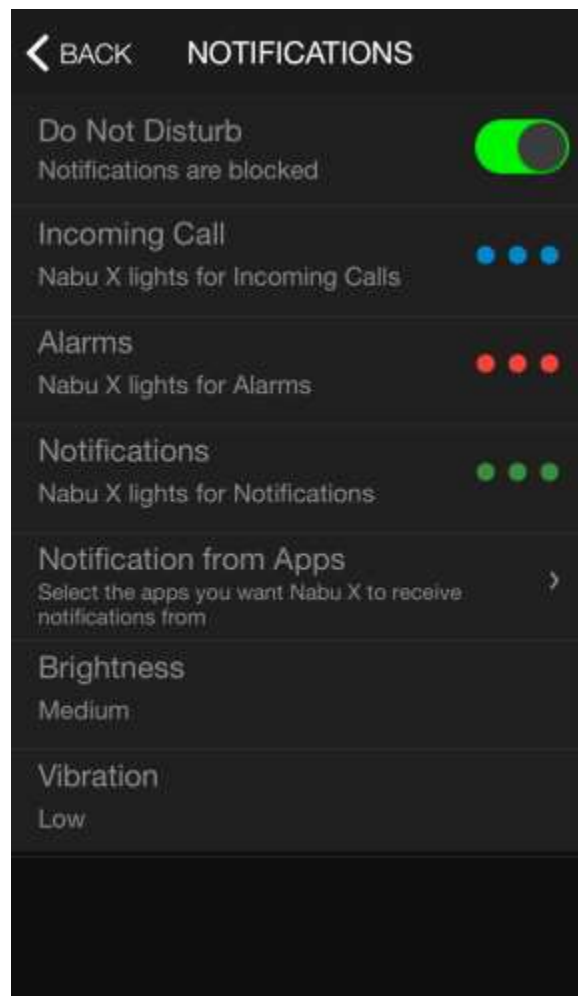 BACK NOTIFICATIONS
Do Not Disturb
Notifications are blocked
Incoming Call
Nabu X lights for Incoming Calls
Alarms
Nabu X lights for Alarms
Notifications
Nabu X lights for Notifications
Notification from Apps
Select the apps you want Nabu X to receive
notifications from
Brightness
Medium
Vibration
Low